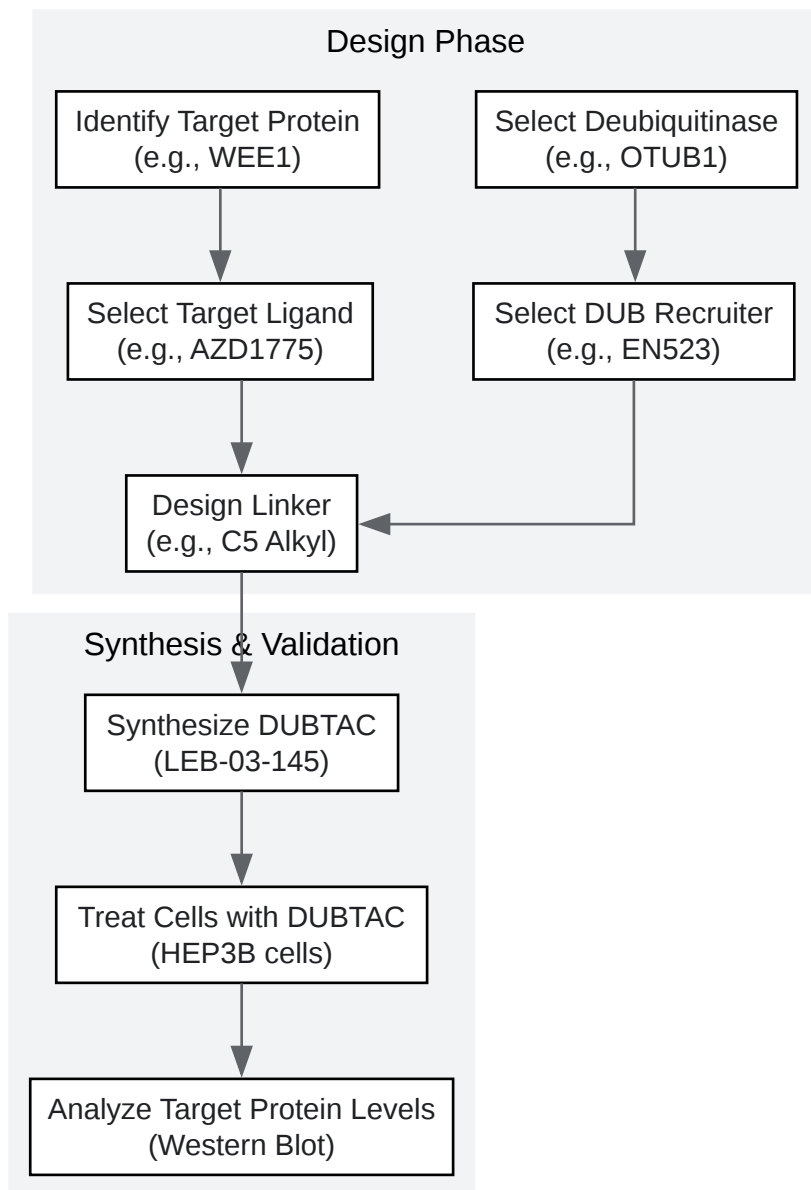 Design Phase
Identify Target Protein
(e.g., WEE1)
Select Deubiquitinase
(e.g., OTUB1)
Select Target Ligand
(e.g., AZD1775)
Select DUB Recruiter
(e.g., EN523)
Design Linker
(e.g., C5 Alkyl)
Synthesis & Validation
Synthesize DUBTAC
(LEB-03-145)
Treat Cells with DUBTAC
(HEP3B cells)
Analyze Target Protein Levels
(Western Blot)